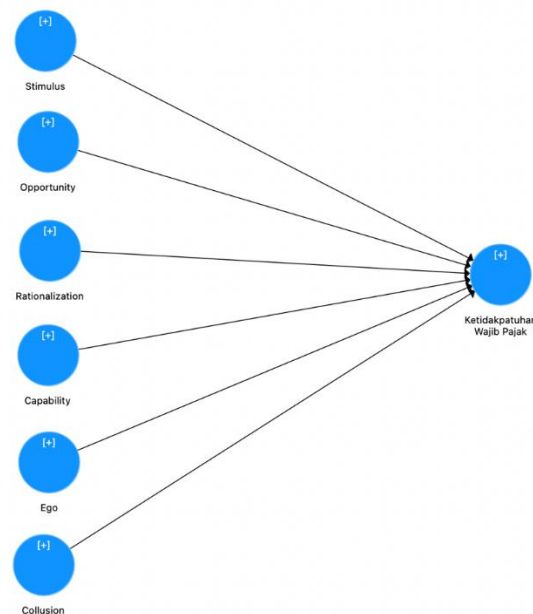 [+]
Stimulus
[+]
Opportunity
[+]
Rationalization
[+]
Ketidakpatuhan
Wajib Pajak
[+]
Capability
[+]
Ego
[+]
Collusion